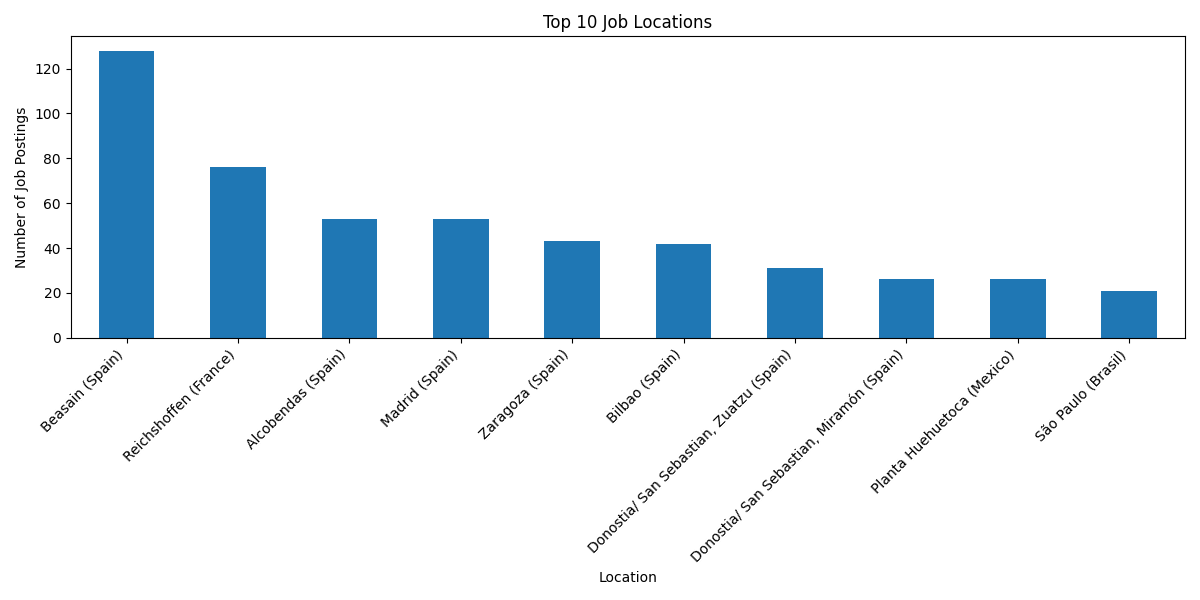 Top 10 Job Locations
Number of Job Postings
120
100
80
60
40
20
0
Beasain (Spain)
Reichshoffen (France)
Alcobendas (Spain)
Madrid (Spain)
Zaragoza (Spain)
Bilbao (Spain)
Donostia/ San Sebastian, Zuatzu (Spain)
Donostia/ San Sebastian, Miramón (Spain)
Planta Huehuetoca (Mexico)
São Paulo (Brasil)
Location